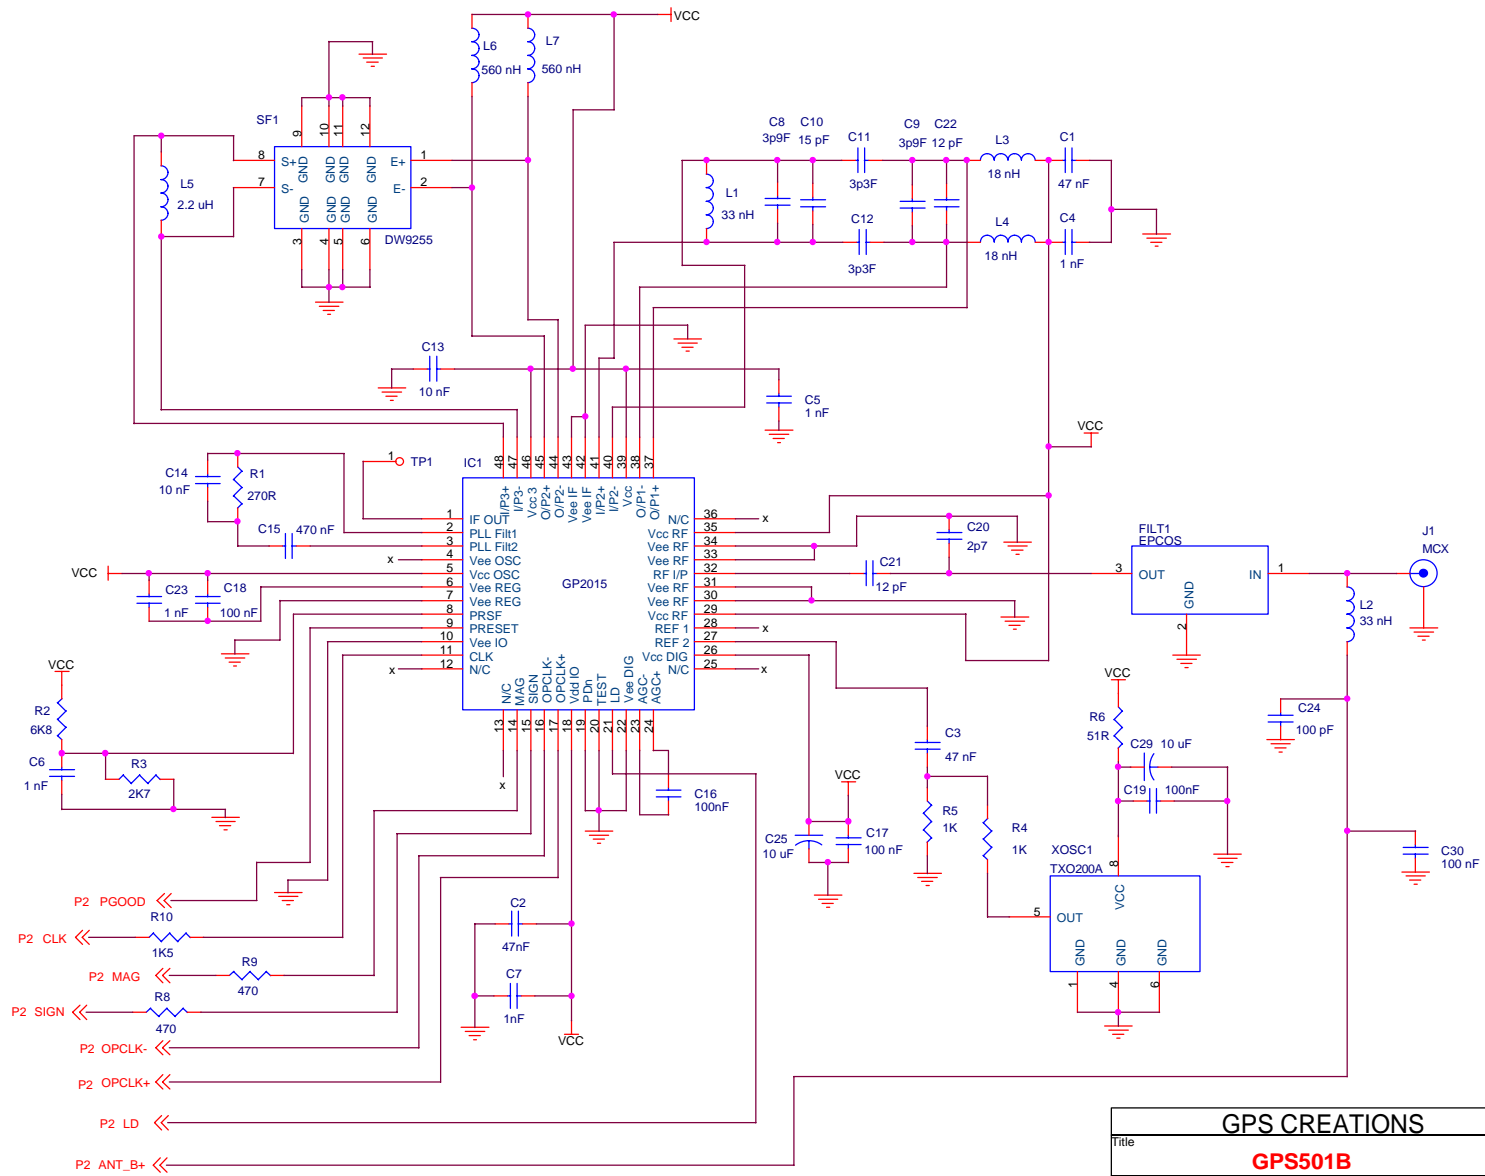 VCC
L6
560 nH
L7
560 nH
SF1
9
10
11
12
GND
GND
GND
GND
8
S+
7
S-
E+
1
E-
2
GND
GND
GND
GND
3
4
5
6
DW9255
L5
2.2 uH
C8
3p9F
C10
15 pF
C11
3p3F
C9
3p9F
C22
12 pF
L3
18 nH
C1
47 nF
L1
33 nH
C12
3p3F
L4
18 nH
C4
1 nF
C13
10 nF
C5
1 nF
VCC
1
TP1
IC1
48
47
46
45
44
43
42
41
40
39
38
37
I/P3+
I/P3-
Vcc 3
O/P2+
O/P2-
Vee IF
Vee IF
I/P2+
I/P2-
Vcc
O/P1-
O/P1+
C14
10 nF
R1
270R
C15
470 nF
1
IF OUT
2
PLL Filt1
3
PLL Filt2
x
4
Vee OSC
5
Vcc OSC
6
Vee REG
7
Vee REG
8
PRSF
9
PRESET
10
Vee IO
11
CLK
x
12
N/C
GP2015
N/C
36
x
Vcc RF
35
Vee RF
34
Vee RF
33
RF I/P
32
Vee RF
31
Vee RF
30
Vcc RF
29
REF 1
28
x
REF 2
27
Vcc DIG
26
N/C
25
x
N/C
MAG
SIGN
OPCLK-
OPCLK+
Vdd IO
PDn
TEST
LD
Vee DIG
AGC-
AGC+
13
14
15
16
17
18
19
20
21
22
23
24
x
VCC
C23
1 nF
C18
100 nF
C20
2p7
C21
12 pF
FILT1
EPCOS
3
OUT
IN
1
GND
2
J1
MCX
L2
33 nH
VCC
R2
6K8
C6
1 nF
R3
2K7
C16
100nF
C3
47 nF
VCC
C25
10 uF
C17
100 nF
R5
1K
R4
1K
VCC
R6
51R
C29
10 uF
C19
100nF
C24
100 pF
C30
100 nF
XOSC1
TXO200A
8
VCC
5
OUT
GND
GND
GND
1
4
6
C2
47nF
C7
1nF
VCC
P2 PGOOD
R10
P2 CLK
1K5
R9
P2 MAG
470
R8
P2 SIGN
470
P2 OPCLK-
P2 OPCLK+
P2 LD
P2 ANT_B+
GPS CREATIONS
Title
GPS501B